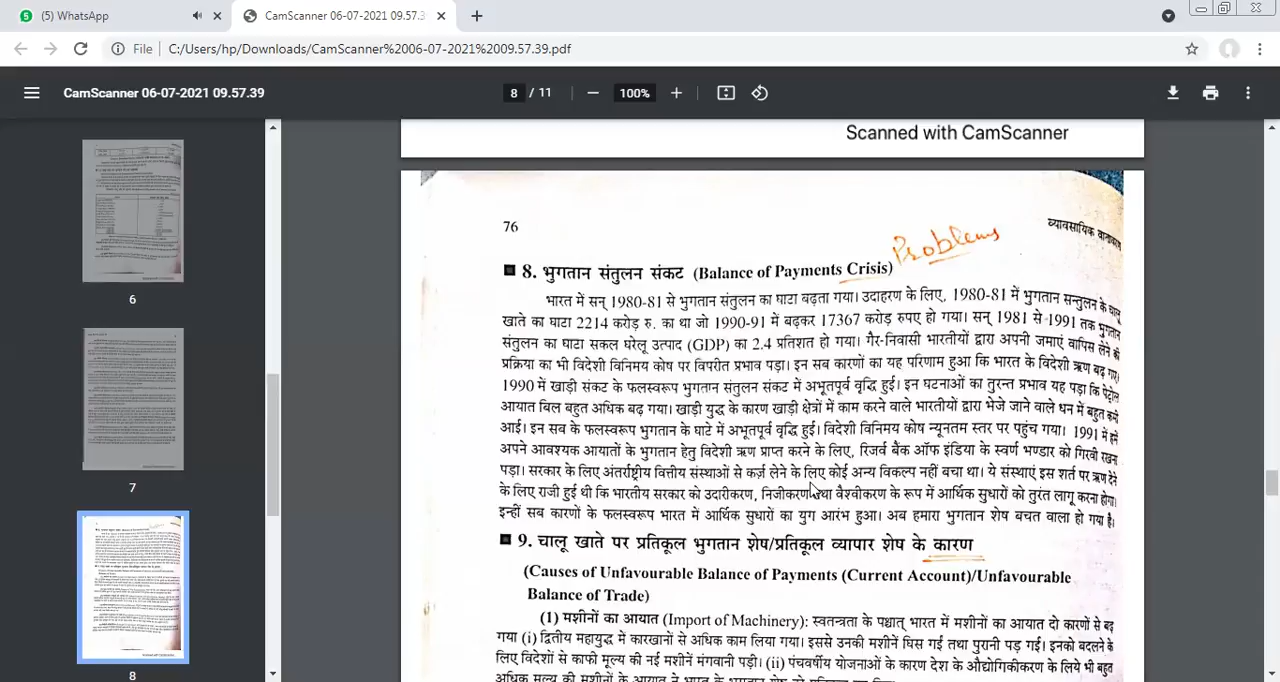 (5) WhatsApp
CamScanner 06-07-2021 09.57.3
File
C:/Users/hp/Downloads/CamScanner%2006-07-2021%2009.57.39.pdf
CamScanner 06-07-2021 09.57.39
8 / 11
100%
6
7
8
Scanned with CamScanner
76
व्यावसायिक वातावरण
Problems
8. भुगतान संतुलन संकट (Balance of Payments Crisis)
भारत में सन् 1980-81 से भुगतान संतुलन का घाटा बढ़ता गया। उदाहरण के लिए, 1980-81 में भुगतान सन्तुलन के चालू
खाते का घाटा 2214 करोड़ रु. का था जो 1990-91 में बढ़कर 17367 करोड़ रुपए हो गया। सन् 1981 से -1991 तक भुगतान
संतुलन का घाटा सकल घरेलू उत्पाद (GDP) का 2.4 प्रतिशत हो गया। गैर-निवासी भारतीयों द्वारा अपनी जमाएं वापिस लेने की
प्रक्रिया का भी विदेशी विनिमय कोष पर विपरीत प्रभाव पड़ा। इन सब तत्वों का यह परिणाम हुआ कि भारत के विदेशी ऋण बढ़ गए।
1990 में खाड़ी संकट के फलस्वरूप भुगतान संतुलन संकट में अभूतपूर्व वृद्धि हुई। इन घटनाओं का तुरन्त प्रभाव यह पड़ा कि पेट्रोल
आयात बिल बहुत अधिक बढ़ गया। खाड़ी युद्ध के कारण खाड़ी क्षेत्रों में काम करने वाले भारतीयों द्वारा भेजे जाने वाले धन में बहुत कमी
आई। इन सब के फलस्वरूप भुगतान के घाटे में अभूतपूर्व वृद्धि हुई। विदेशी विनिमय कोष न्यूनतम स्तर पर पहुंच गया। 1991 में हमें
अपने आवश्यक आयातों के भुगतान हेतु विदेशी ऋण प्राप्त करने के लिए, रिजर्व बैंक ऑफ इंडिया के स्वर्ण भण्डार को गिरवी रखना
पड़ा। सरकार के लिए अंतर्राष्ट्रीय वित्तीय संस्थाओं से कर्ज़ लेने के लिए कोई अन्य विकल्प नहीं बचा था। ये संस्थाएं इस शर्त पर ऋण देने
के लिए राजी हुई थी कि भारतीय सरकार को उदारीकरण, निजीकरण तथा वैश्वीकरण के रूप में आर्थिक सुधारों को तुरंत लागू करना होगा।
इन्हीं सब कारणों के फलस्वरूप भारत में आर्थिक सुधारों का युग आरंभ हुआ। अब हमारा भुगतान शेष बचत वाला हो गया है।
9. चालू खाते पर प्रतिकूल भुगतान शेष/प्रतिकूल व्यापार शेष के कारण
(Causes of Unfavourable Balance of Payment (Current Account)/Unfavourable
Balance of Trade)
(1) मशीनों का आयात (Import of Machinery): स्वतंत्रता के पश्चात् भारत में मशीनों का आयात दो कारणों से बढ़
गया (i) द्वितीय महायुद्ध में कारखानों से अधिक काम लिया गया। इससे उनकी मशीनें घिस गईं तथा पुरानी पड़ गईं। इनको बदलने के
लिए विदेशों से काफी मूल्य की नई मशीनें मंगवानी पड़ी। (ii) पंचवर्षीय योजनाओं के कारण देश के औद्योगिकीकरण के लिये भी बहुत
अधिक मूल्य की मशीनों के आयात ने भारत के भुगतान शेष को